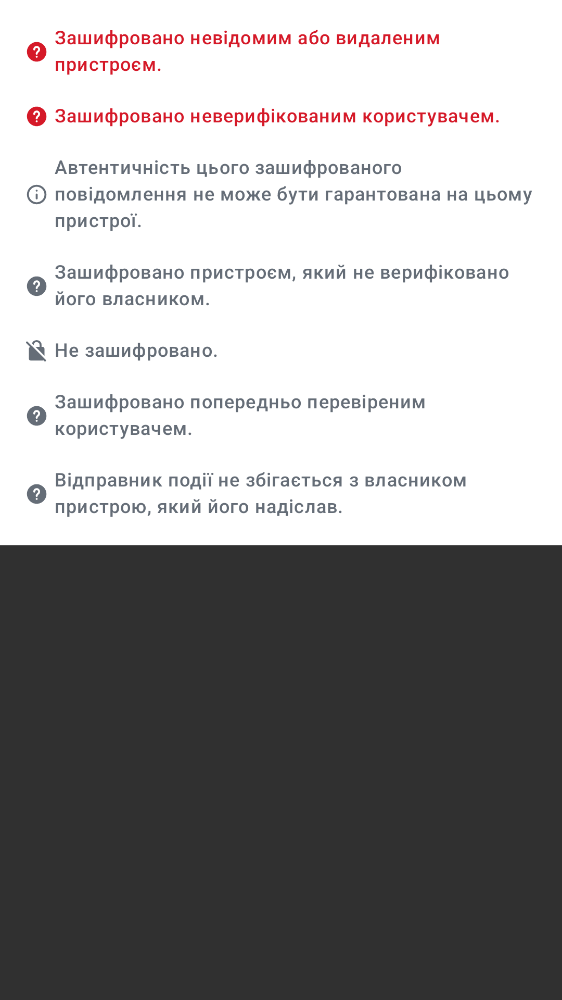 Зашифровано невідомим або видаленим
пристроєм.
Зашифровано неверифікованим користувачем.
Автентичність цього зашифрованого
повідомлення не може бути гарантована на цьому
пристрої.
Зашифровано пристроєм, який не верифіковано
його власником.
Не зашифровано.
Зашифровано попередньо перевіреним
користувачем.
Відправник події не збігається з власником
пристрою, який його надіслав.